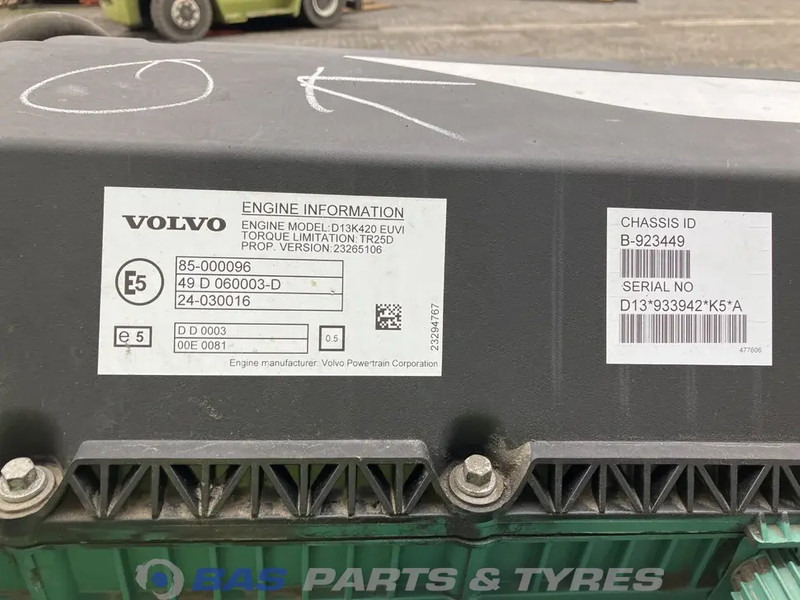 VOLVO
ENGINE INFORMATION
ENGINE MODEL:D13K420 EUVI
TORQUE LIMITATION:TR25D
PROP. VERSION:23265106
E5
85-000096
49 D 060003-D
24-030016
e 5
D D 0003
00E 0081
0.5
23294767
Engine manufacturer: Volvo Powertrain Corporation
CHASSIS ID
B-923449
SERIAL NO
D13*933942*K5*A
477606
BAS PARTS & TYRES